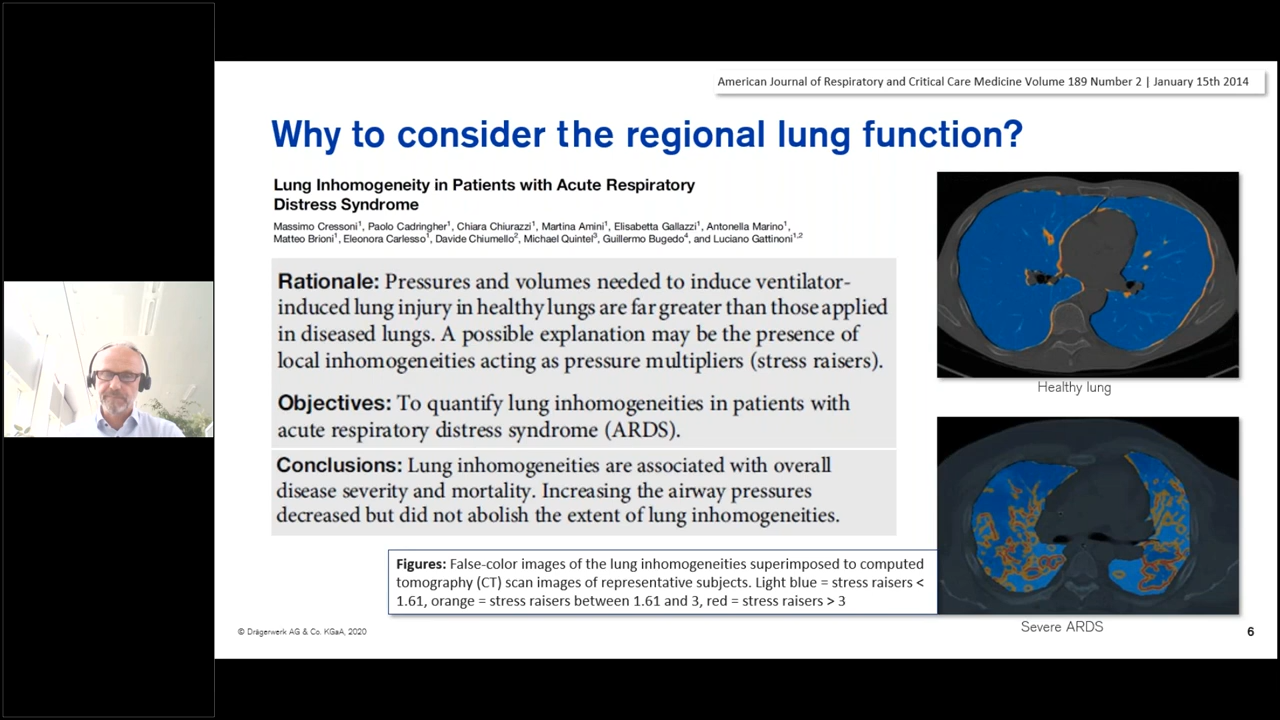 American Journal of Respiratory and Critical Care Medicine Volume 189 Number 2 | January 15th 2014
Why to consider the regional lung function?
Lung Inhomogeneity in Patients with Acute Respiratory
Distress Syndrome
Massimo Cressoni¹, Paolo Cadringher¹, Chiara Chiurazzi¹, Martina Amini¹, Elisabetta Gallazzi¹, Antonella Marino¹,
Matteo Brioni¹, Eleonora Carlesso¹, Davide Chiumello², Michael Quintel³, Guillermo Bugedo⁴, and Luciano Gattinoni¹,²
Rationale: Pressures and volumes needed to induce ventilator-
induced lung injury in healthy lungs are far greater than those applied
in diseased lungs. A possible explanation may be the presence of
local inhomogeneities acting as pressure multipliers (stress raisers).
Objectives: To quantify lung inhomogeneities in patients with
acute respiratory distress syndrome (ARDS).
Conclusions: Lung inhomogeneities are associated with overall
disease severity and mortality. Increasing the airway pressures
decreased but did not abolish the extent of lung inhomogeneities.
Healthy lung
Figures: False-color images of the lung inhomogeneities superimposed to computed
tomography (CT) scan images of representative subjects. Light blue = stress raisers <
1.61, orange = stress raisers between 1.61 and 3, red = stress raisers > 3
Severe ARDS
© Drägerwerk AG & Co. KGaA, 2020
6